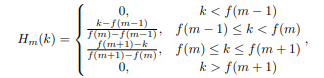 0, k < f(m − 1)
k−f(m−1) / f(m)−f(m−1), f(m − 1) ≤ k < f(m)
H_m(k) = {
f(m+1)−k / f(m+1)−f(m), f(m) ≤ k ≤ f(m + 1) ,
0, k > f(m + 1)